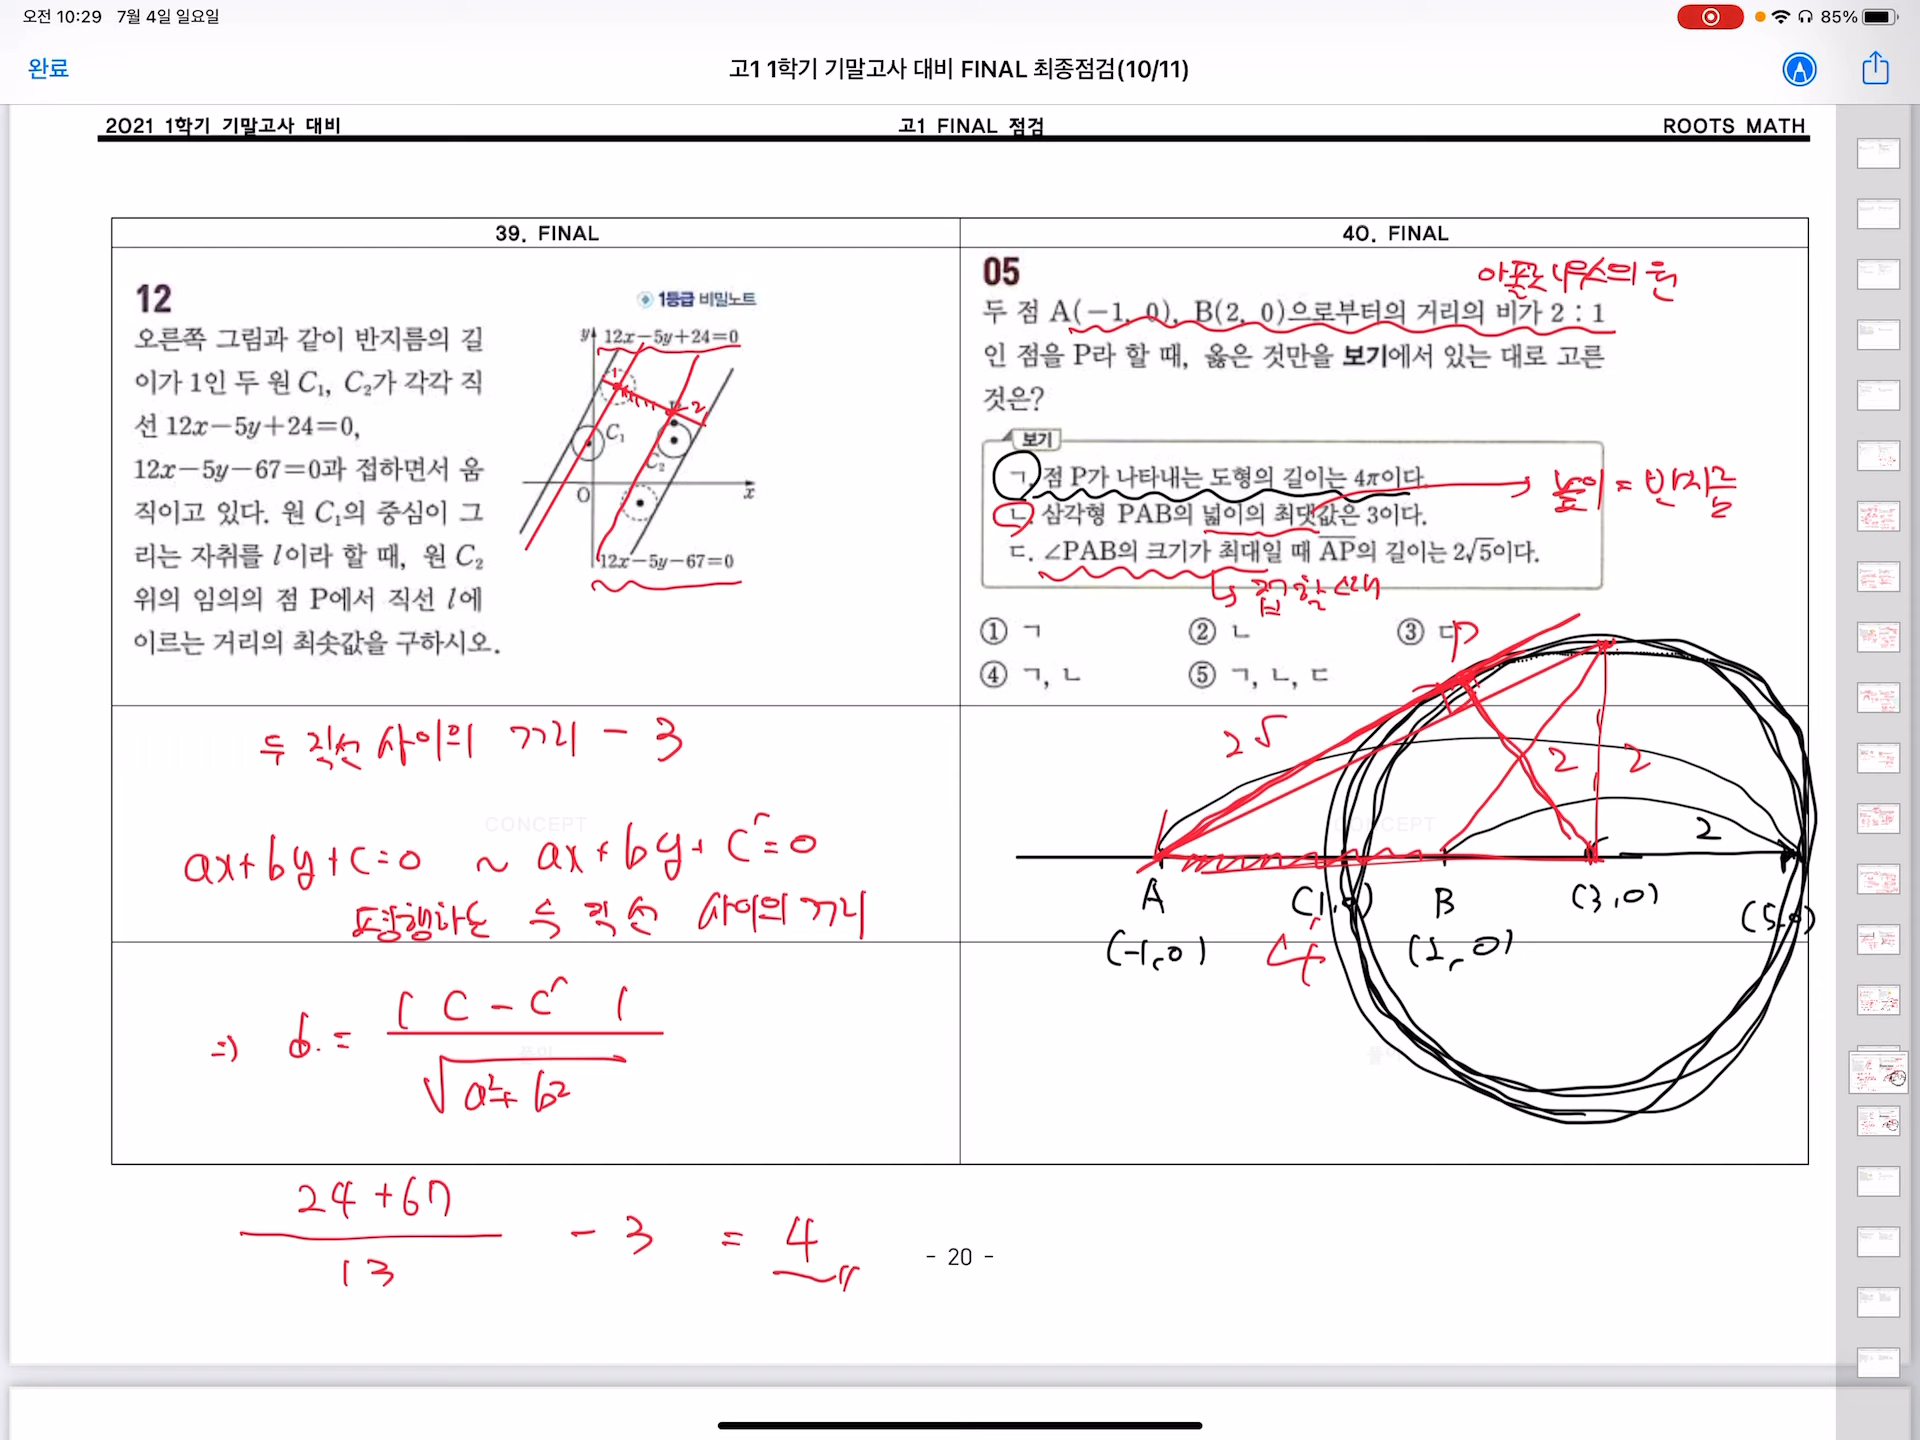 오전 10:29 7월 4일 일요일
85%
완료
고1 1학기 기말고사 대비 FINAL 최종점검(10/11)
2021 1학기 기말고사 대비
고1 FINAL 점검
ROOTS MATH
39. FINAL
12
1등급 비밀노트
오른쪽 그림과 같이 반지름의 길
이가 1인 두 원 C₁, C₂가 각각 직
선 12x-5y+24=0,
12x-5y-67=0과 접하면서 움
직이고 있다. 원 C₁의 중심이 그
리는 자취를 l이라 할 때, 원 C₂
위의 임의의 점 P에서 직선 l에
이르는 거리의 최솟값을 구하시오.
y
12x-5y+24=0
1
2
C₁
C₂
O
x
12x-5y-67=0
두 직선 사이의 거리 - 3
CONCEPT
ax+by+c=0 ~ ax+by+c'=0
평행하는 두 직선 사이의 거리
풀이
⇒ d = |c-c'|
√a²+b²
24+67
13
- 3 = 4
40. FINAL
05
아폴로니우스의 원
두 점 A(-1, 0), B(2, 0)으로부터의 거리의 비가 2 : 1
인 점을 P라 할 때, 옳은 것만을 보기에서 있는 대로 고른
것은?
보기
ㄱ. 점 P가 나타내는 도형의 길이는 4π이다.
ㄴ. 삼각형 PAB의 넓이의 최댓값은 3이다.
ㄷ. ∠PAB의 크기가 최대일 때 AP의 길이는 2√5이다.
높이 = 반지름
접할 때
① ㄱ
② ㄴ
③ ㄷ
④ ㄱ, ㄴ
⑤ ㄱ, ㄴ, ㄷ
P
2√
2
2
2
CONCEPT
A
(1,0)
B
(3,0)
(5,0)
(-1,0)
4
(2,0)
- 20 -